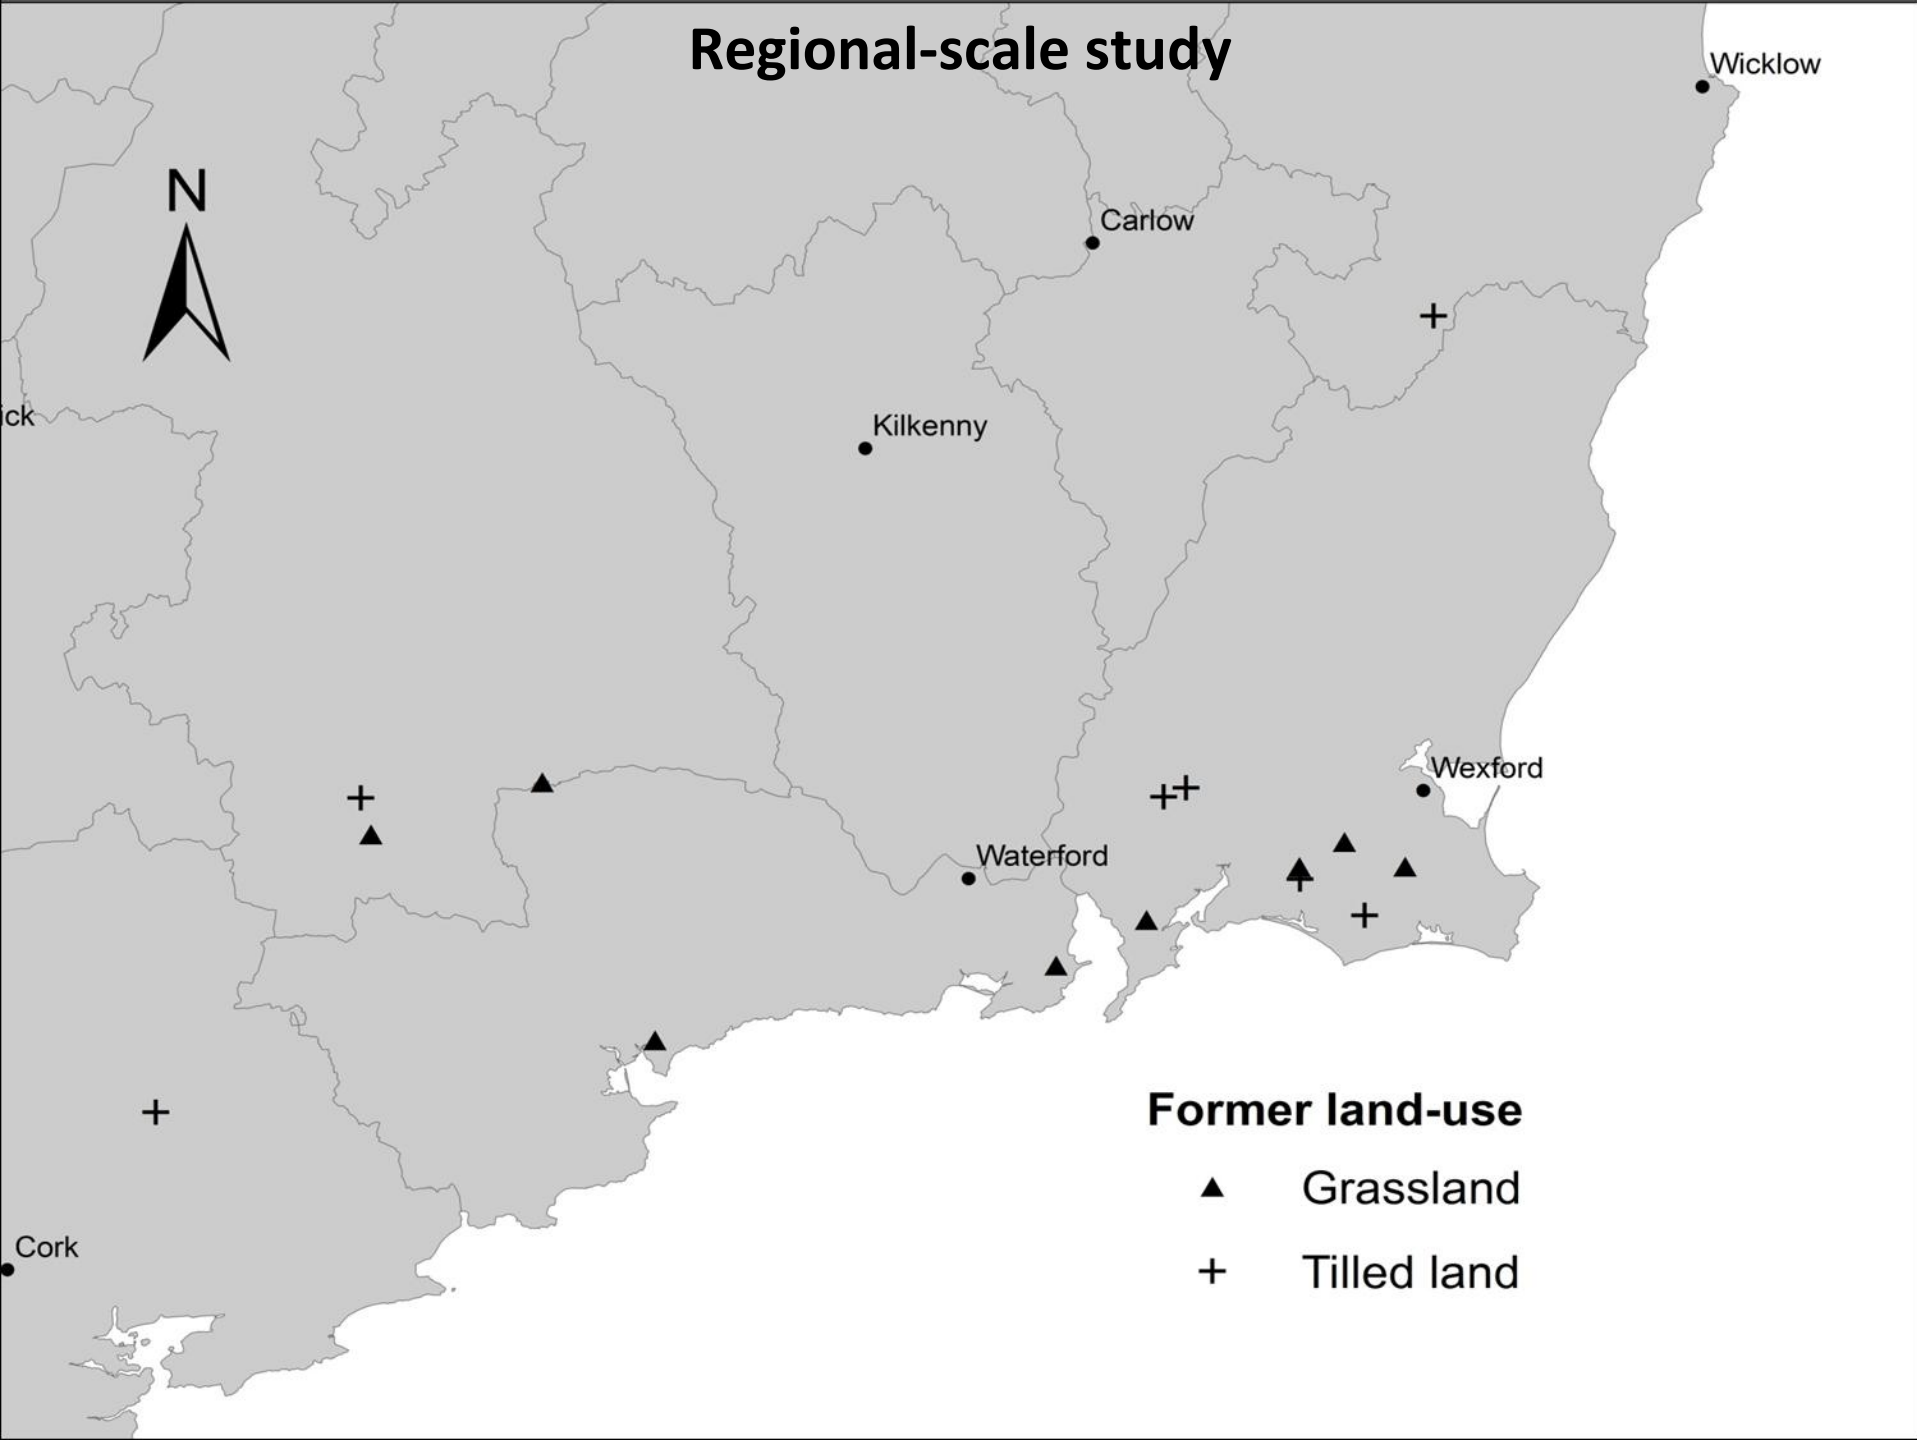 Regional-scale study
Wicklow
N
Carlow
ick
Kilkenny
Wexford
Waterford
Former land-use
Grassland
Cork
Tilled land